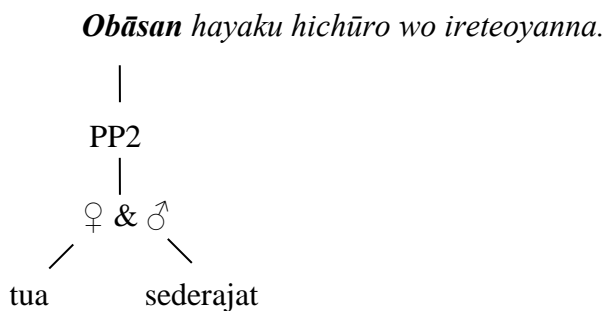 Obāsan hayaku hichūro wo ireteoyanna.
PP2
♀ & ♂
tua sederajat